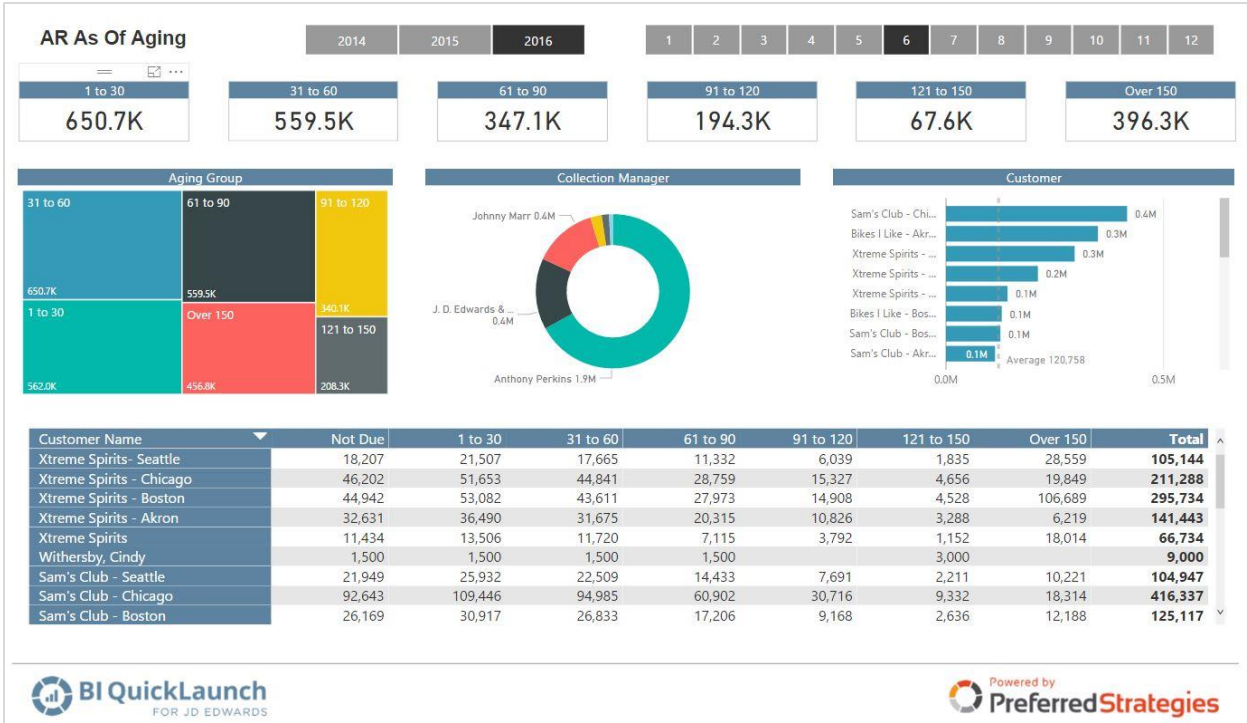 AR As Of Aging
2014 2015 2016
1 2 3 4 5 6 7 8 9 10 11 12
1 to 30
650.7K
31 to 60
559.5K
61 to 90
347.1K
91 to 120
194.3K
121 to 150
67.6K
Over 150
396.3K
Aging Group
31 to 60
650.7K
1 to 30
562.0K
61 to 90
559.5K
Over 150
456.8K
91 to 120
340.1K
121 to 150
208.3K
Collection Manager
Johnny Marr 0.4M
J. D. Edwards & ...
0.4M
Anthony Perkins 1.9M
Customer
Sam's Club - Chi... 0.4M
Bikes I Like - Akr... 0.3M
Xtreme Spirits - ... 0.3M
Xtreme Spirits - ... 0.2M
Xtreme Spirits - ... 0.1M
Bikes I Like - Bos... 0.1M
Sam's Club - Bos... 0.1M
Sam's Club - Akr... 0.1M Average 120,758
0.0M 0.5M
Customer Name Not Due 1 to 30 31 to 60 61 to 90 91 to 120 121 to 150 Over 150 Total
Xtreme Spirits- Seattle 18,207 21,507 17,665 11,332 6,039 1,835 28,559 105,144
Xtreme Spirits - Chicago 46,202 51,653 44,841 28,759 15,327 4,656 19,849 211,288
Xtreme Spirits - Boston 44,942 53,082 43,611 27,973 14,908 4,528 106,689 295,734
Xtreme Spirits - Akron 32,631 36,490 31,675 20,315 10,826 3,288 6,219 141,443
Xtreme Spirits 11,434 13,506 11,720 7,115 3,792 1,152 18,014 66,734
Withersby, Cindy 1,500 1,500 1,500 1,500 3,000 9,000
Sam's Club - Seattle 21,949 25,932 22,509 14,433 7,691 2,211 10,221 104,947
Sam's Club - Chicago 92,643 109,446 94,985 60,902 30,716 9,332 18,314 416,337
Sam's Club - Boston 26,169 30,917 26,833 17,206 9,168 2,636 12,188 125,117
BI QuickLaunch
FOR JD EDWARDS
Powered by
Preferred Strategies